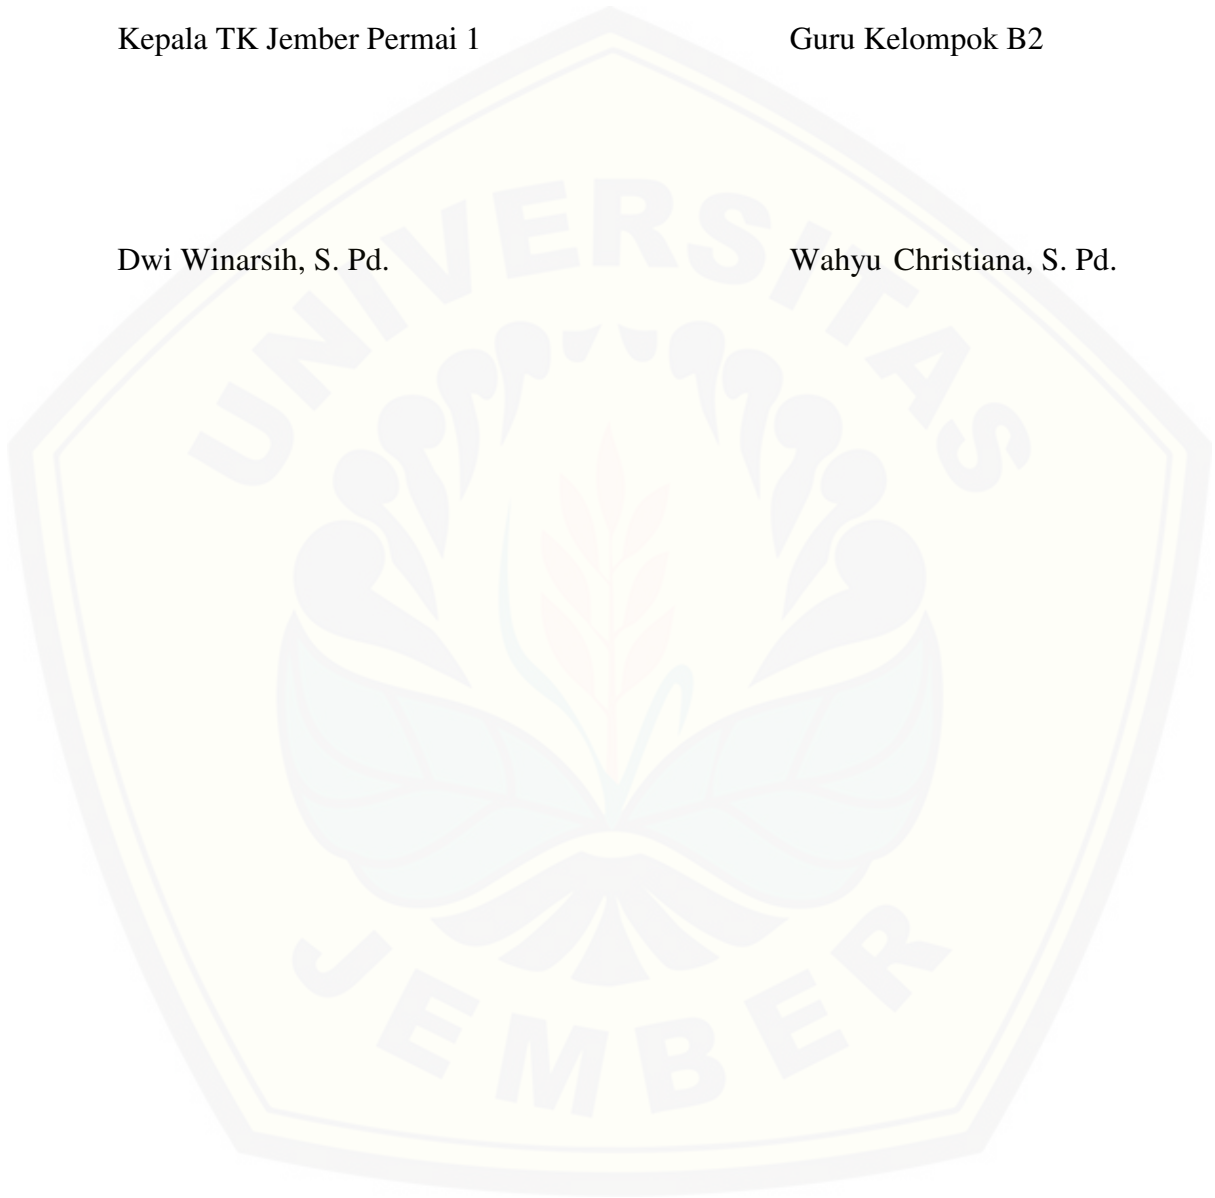 Kepala TK Jember Permai 1 Guru Kelompok B2
Dwi Winarsih, S. Pd. Wahyu Christiana, S. Pd.
UNIVERSITAS
JEMBER